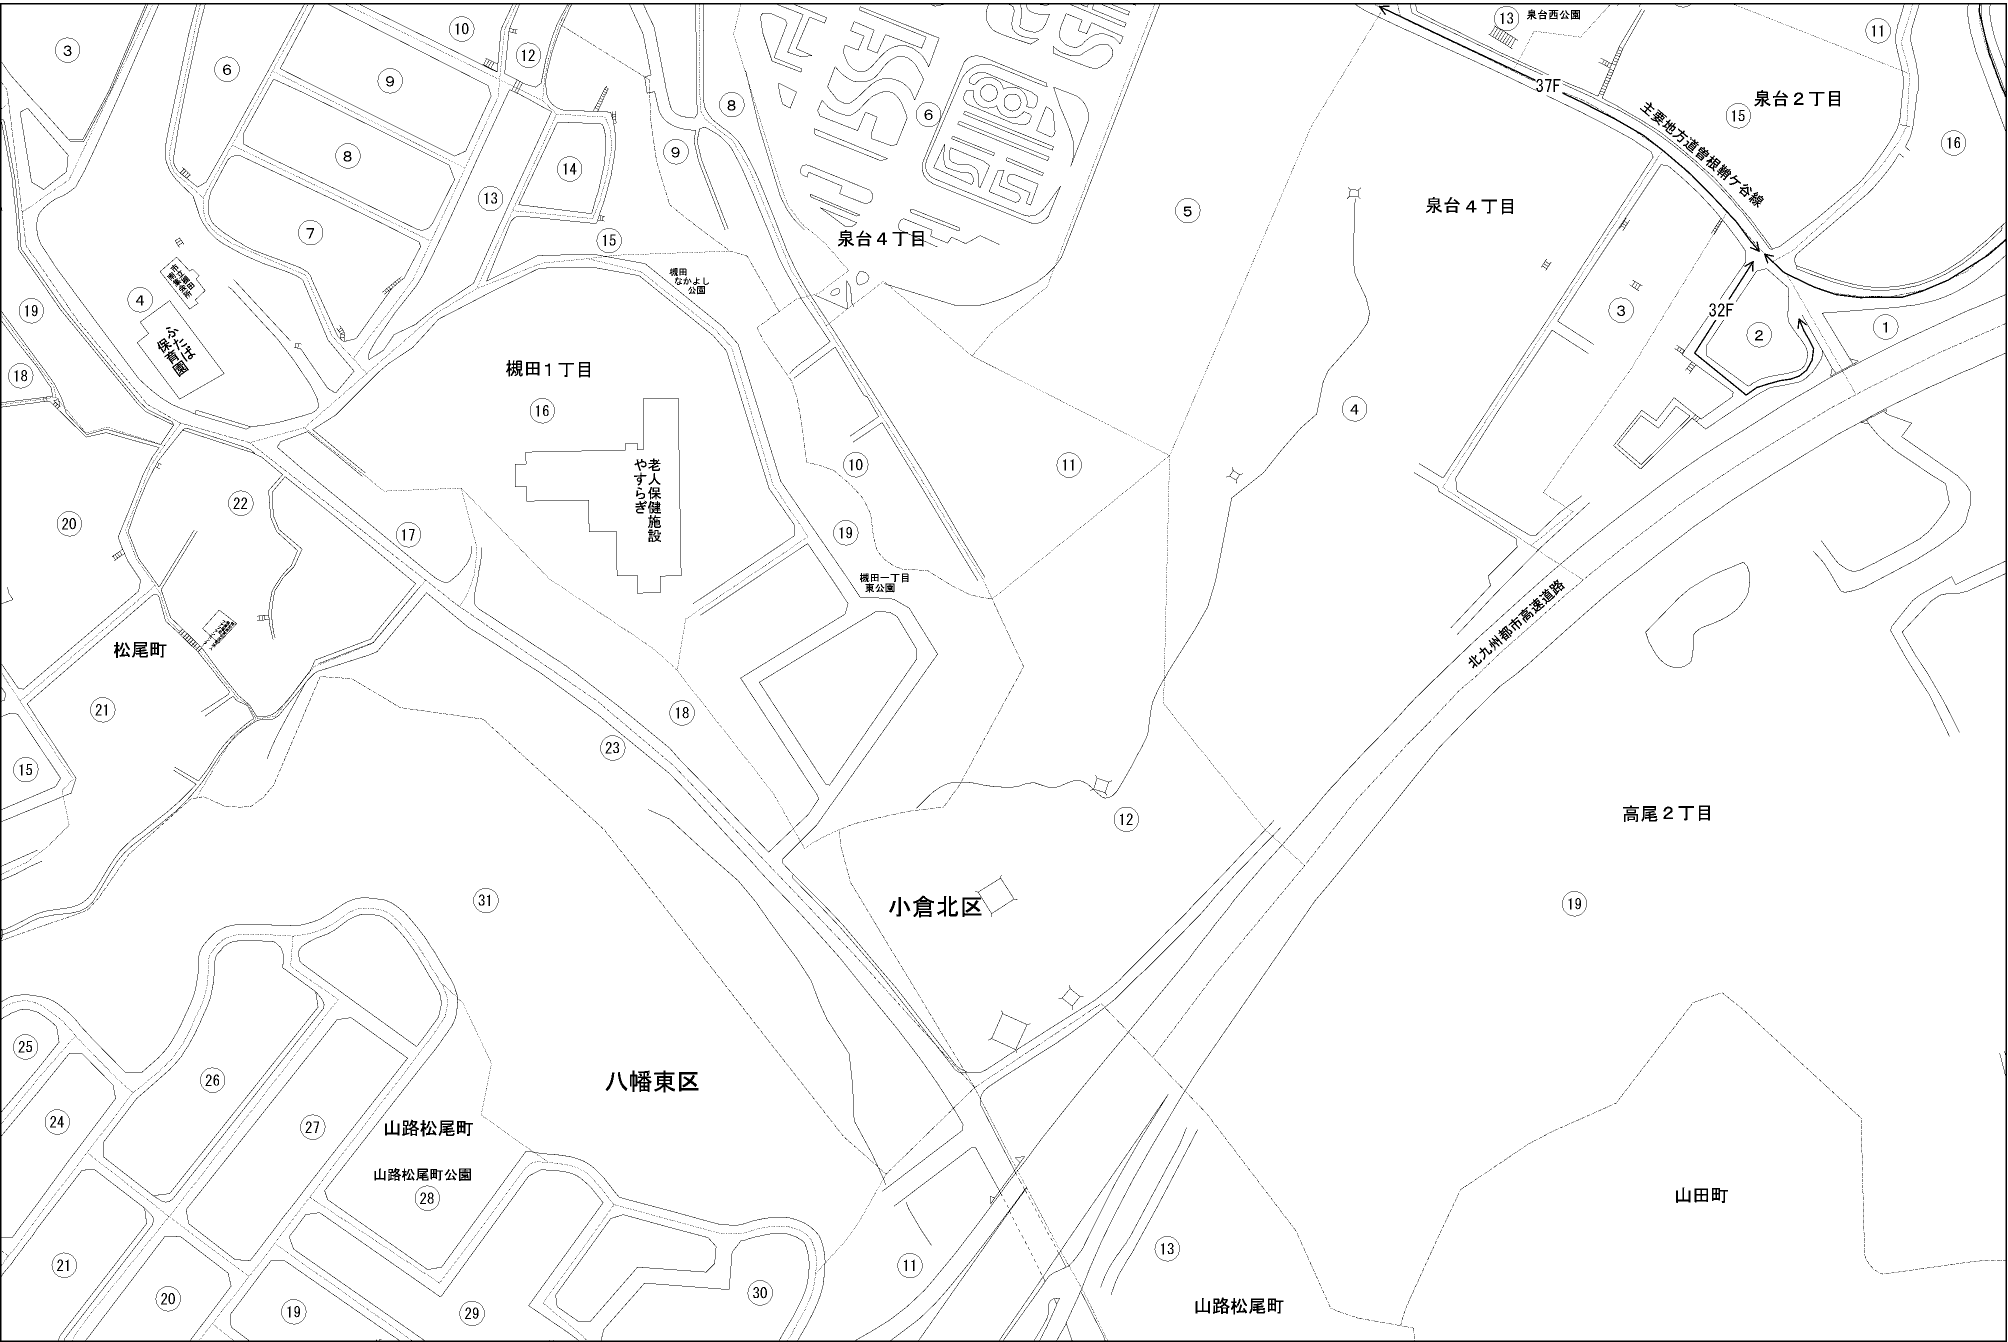 3
6
10
12
8
13
泉台西公園
11
9
37F
泉台２丁目
15
主要地方道曽根鞘ケ谷線
16
8
14
9
6
7
13
15
泉台４丁目
5
泉台４丁目
槻田
なかよし
公園
4
19
ふたば
保育園
3
32F
2
1
18
槻田１丁目
16
4
老人保健施設
やすらぎ
10
11
20
22
17
19
槻田一丁目
東公園
北九州都市高速道路
松尾町
21
18
23
15
12
高尾２丁目
31
小倉北区
19
25
26
八幡東区
24
27
山路松尾町
山路松尾町公園
28
山田町
21
11
13
20
19
29
30
山路松尾町